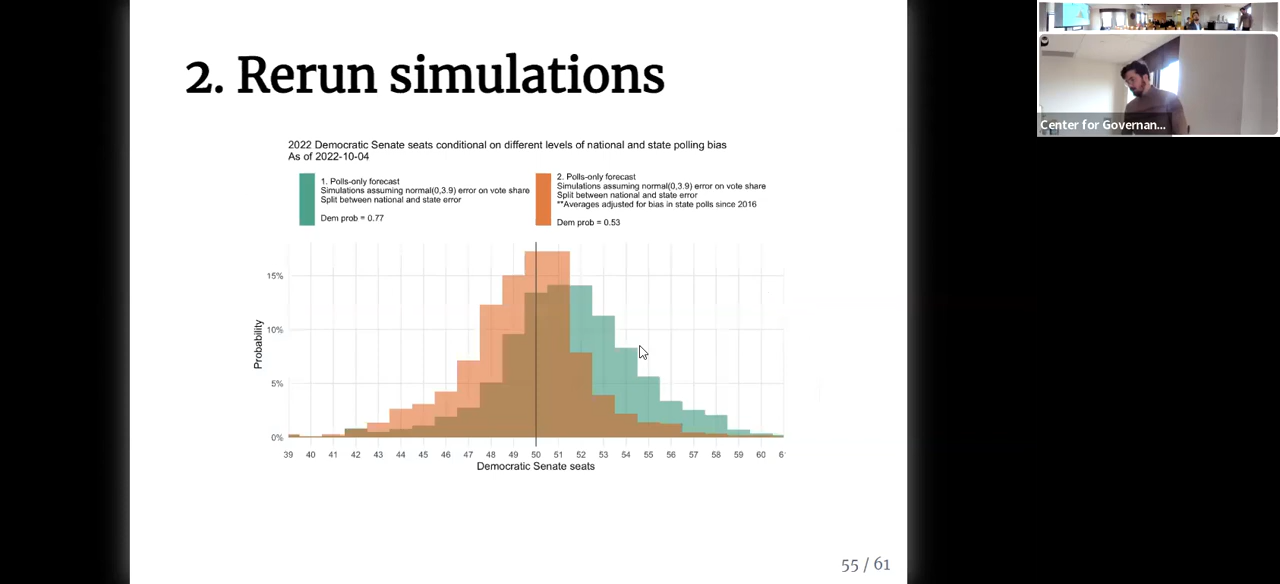 2. Rerun simulations
2022 Democratic Senate seats conditional on different levels of national and state polling bias
As of 2022-10-04
1. Polls-only forecast
Simulations assuming normal(0,3.9) error on vote share
Split between national and state error
Dem prob = 0.77
2. Polls-only forecast
Simulations assuming normal(0,3.9) error on vote share
Split between national and state error
**Averages adjusted for bias in state polls since 2016
Dem prob = 0.53
15%
10%
5%
0%
Probability
39 40 41 42 43 44 45 46 47 48 49 50 51 52 53 54 55 56 57 58 59 60
Democratic Senate seats
55 / 61
Center for Governan...